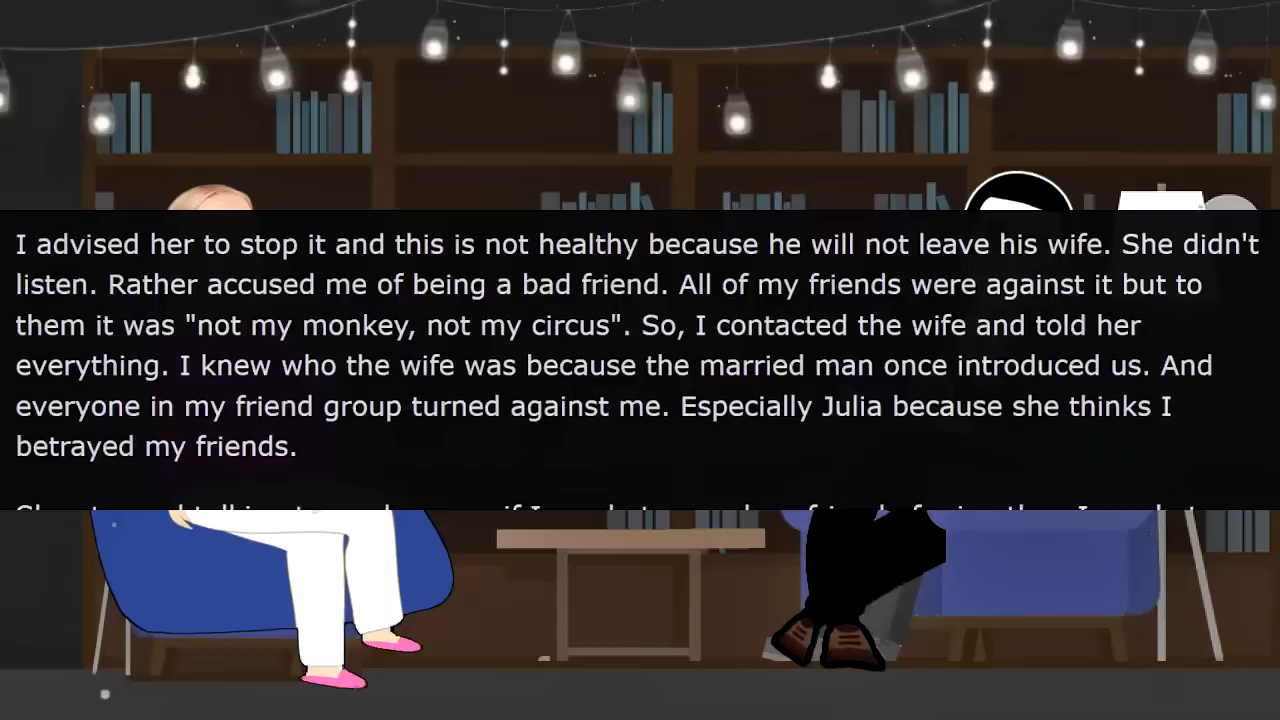 I advised her to stop it and this is not healthy because he will not leave his wife. She didn't
listen. Rather accused me of being a bad friend. All of my friends were against it but to
them it was "not my monkey, not my circus". So, I contacted the wife and told her
everything. I knew who the wife was because the married man once introduced us. And
everyone in my friend group turned against me. Especially Julia because she thinks I
betrayed my friends.